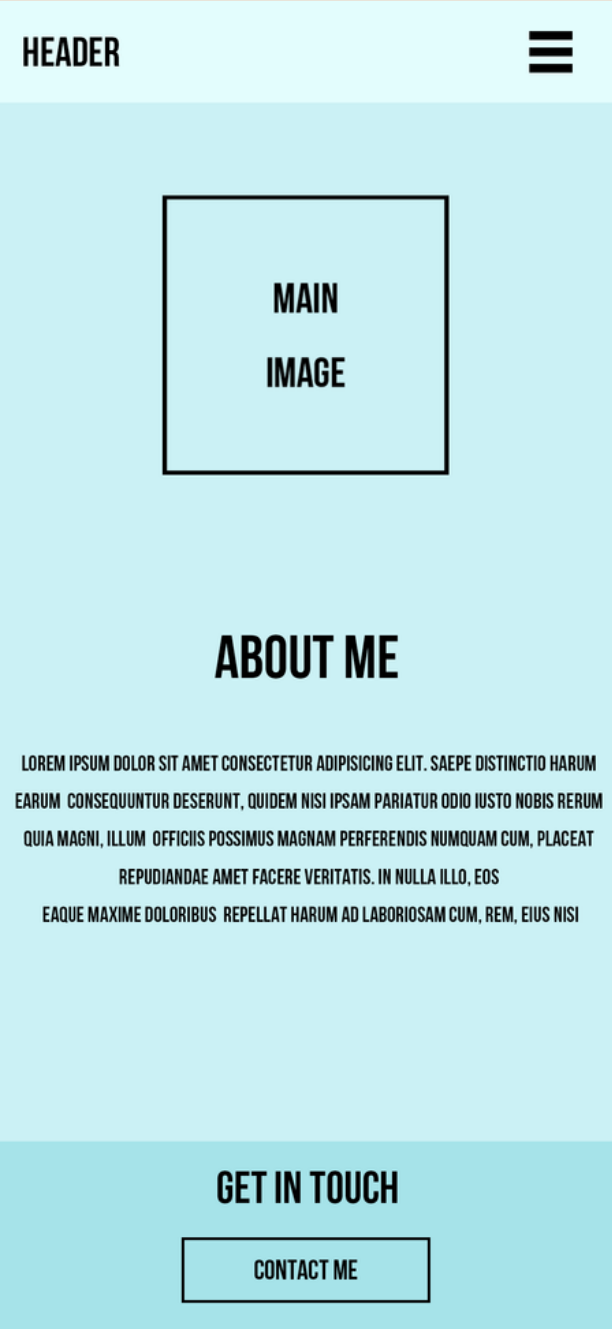 HEADER
MAIN
IMAGE
ABOUT ME
LOREM IPSUM DOLOR SIT AMET CONSECTETUR ADIPISICING ELIT. SAEPE DISTINCTIO HARUM
EARUM CONSEQUUNTUR DESERUNT, QUIDEM NISI IPSAM PARIATUR ODIO IUSTO NOBIS RERUM
QUIA MAGNI, ILLUM OFFICIIS POSSIMUS MAGNAM PERFERENDIS NUMQUAM CUM, PLACEAT
REPUDIANDAE AMET FACERE VERITATIS. IN NULLA ILLO, EOS
EAQUE MAXIME DOLORIBUS REPELLAT HARUM AD LABORIOSAM CUM, REM, EIUS NISI
GET IN TOUCH
CONTACT ME